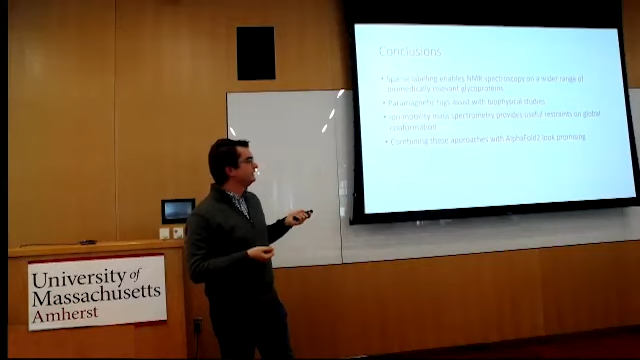 Conclusions
• Sparse labeling enables NMR spectroscopy on a wider range of
biomedically relevant glycoproteins
• Paramagnetic tags assist with biophysical studies
• Ion mobility mass spectrometry provides useful restraints on global
conformation
• Combining these approaches with AlphaFold2 look promising
University of
Massachusetts
Amherst